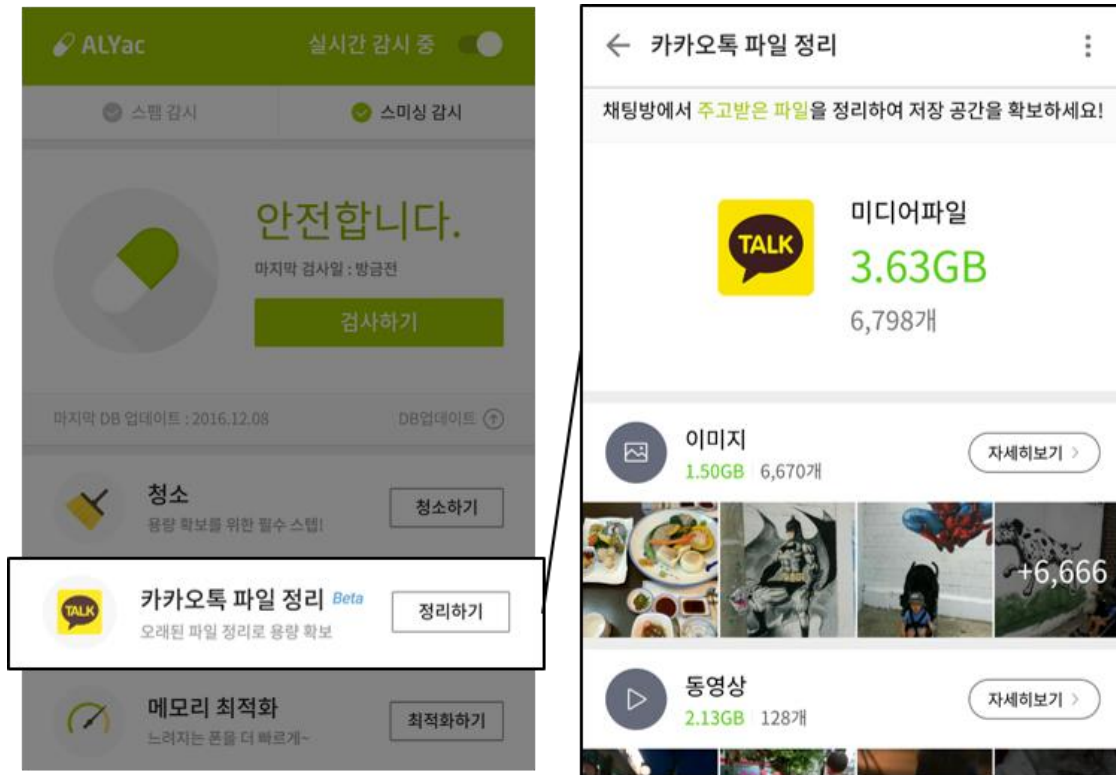 ALYac
실시간 감시 중
스팸 감시
스미싱 감시
안전합니다.
마지막 검사일 : 방금전
검사하기
마지막 DB 업데이트 : 2016.12.08
DB업데이트
청소
용량 확보를 위한 필수 스텝!
청소하기
TALK
카카오톡 파일 정리 Beta
오래된 파일 정리로 용량 확보
정리하기
메모리 최적화
느려지는 폰을 더 빠르게~
최적화하기
카카오톡 파일 정리
채팅방에서 주고받은 파일을 정리하여 저장 공간을 확보하세요!
TALK
미디어파일
3.63GB
6,798개
이미지
1.50GB 6,670개
자세히보기
+6,666
동영상
2.13GB 128개
자세히보기